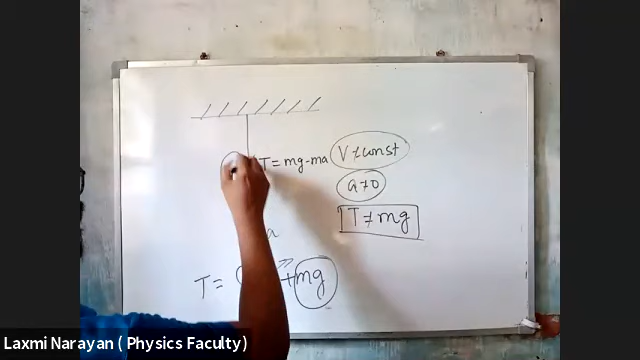 T = mg-ma
V ≠ const
a ≠ 0
T ≠ mg
a
T = + mg
Laxmi Narayan ( Physics Faculty)